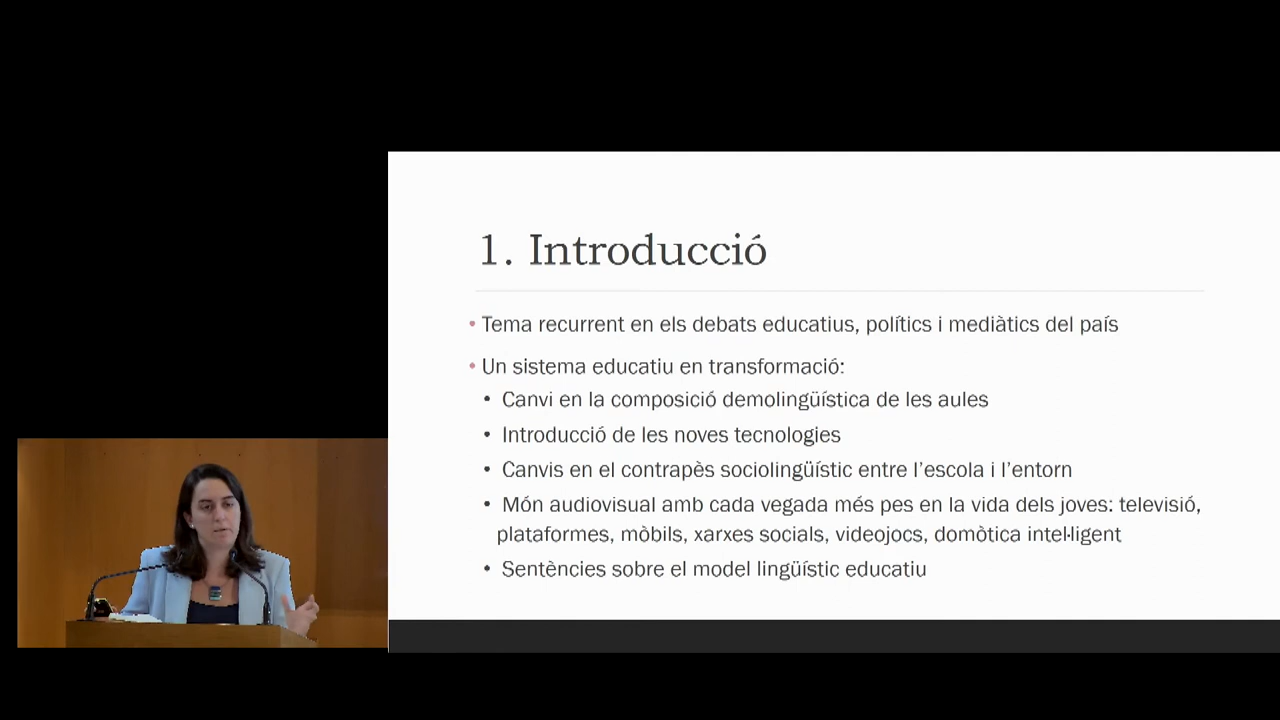 1. Introducció
• Tema recurrent en els debats educatius, polítics i mediàtics del país
• Un sistema educatiu en transformació:
• Canvi en la composició demolingüística de les aules
• Introducció de les noves tecnologies
• Canvis en el contrapès sociolingüístic entre l’escola i l’entorn
• Món audiovisual amb cada vegada més pes en la vida dels joves: televisió,
plataformes, mòbils, xarxes socials, videojocs, domòtica intel·ligent
• Sentències sobre el model lingüístic educatiu